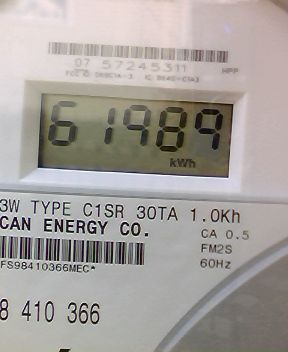 07 57245311
HPP
61989
kWh
3W TYPE C1SR 30TA 1.0Kh
CAN ENERGY CO.
CA 0.5
FM2S
60Hz
FS98410366MEC*
8 410 366